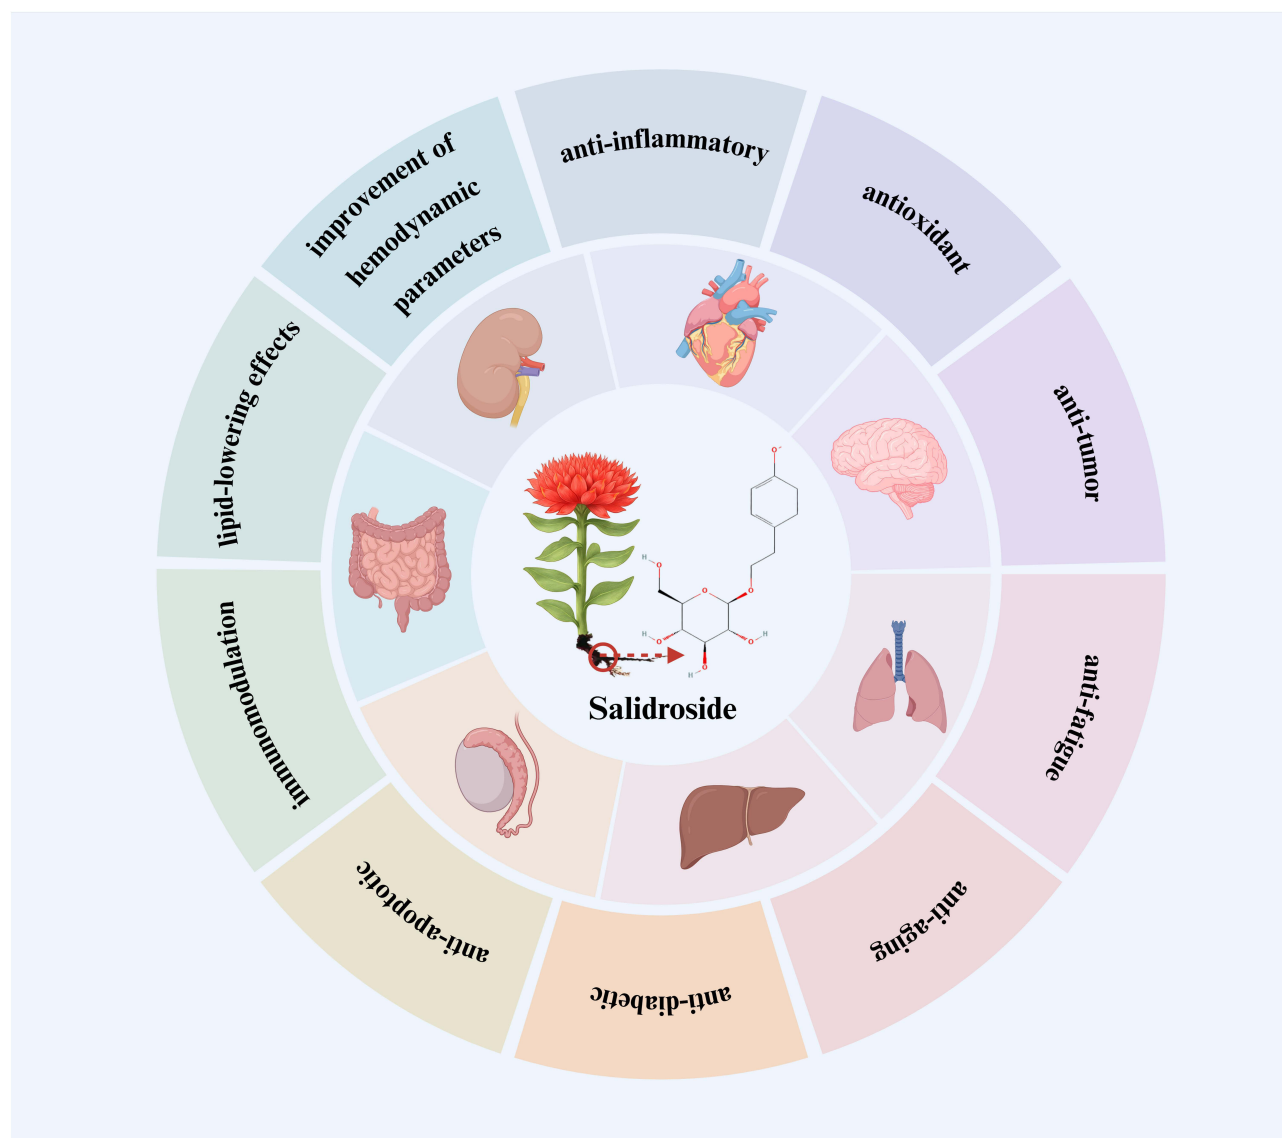 anti-inflammatory
antioxidant
anti-tumor
anti-fatigue
anti-aging
anti-diabetic
anti-apoptotic
immunomodulation
lipid-lowering effects
improvement of
hemodynamic
parameters
O-
O
O
O
H
O
H
O
H
O
H
O
Salidroside